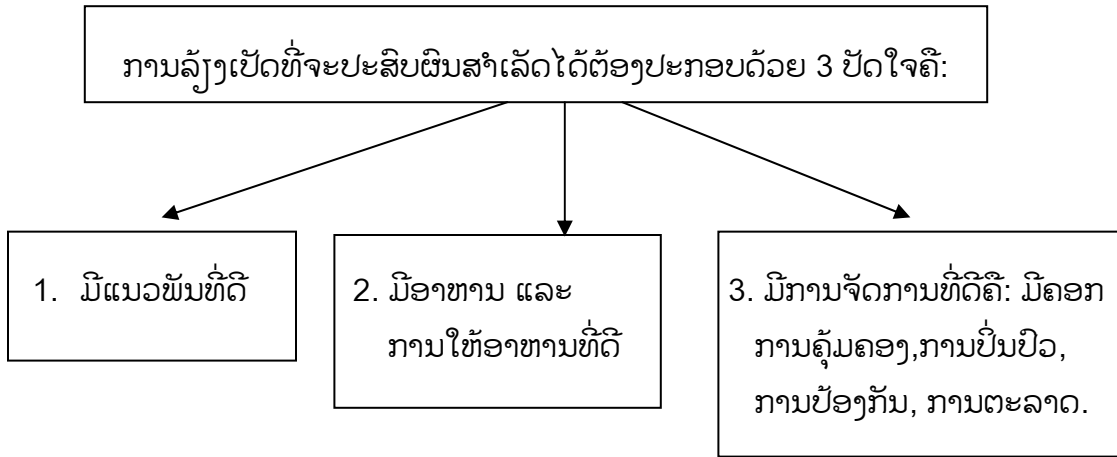 ການລ້ຽງເປັດທີ່ຈະປະສົບຜົນສຳເລັດໄດ້ຕ້ອງປະກອບດ້ວຍ 3 ປັດໃຈຄື:
1. ມີແນວພັນທີ່ດີ
2. ມີອາຫານ ແລະ
ການໃຫ້ອາຫານທີ່ດີ
3. ມີການຈັດການທີ່ດີຄື: ມີຄອກ
ການຄຸ້ມຄອງ,ການປິ່ນປົວ,
ການປ້ອງກັນ, ການຕະລາດ.